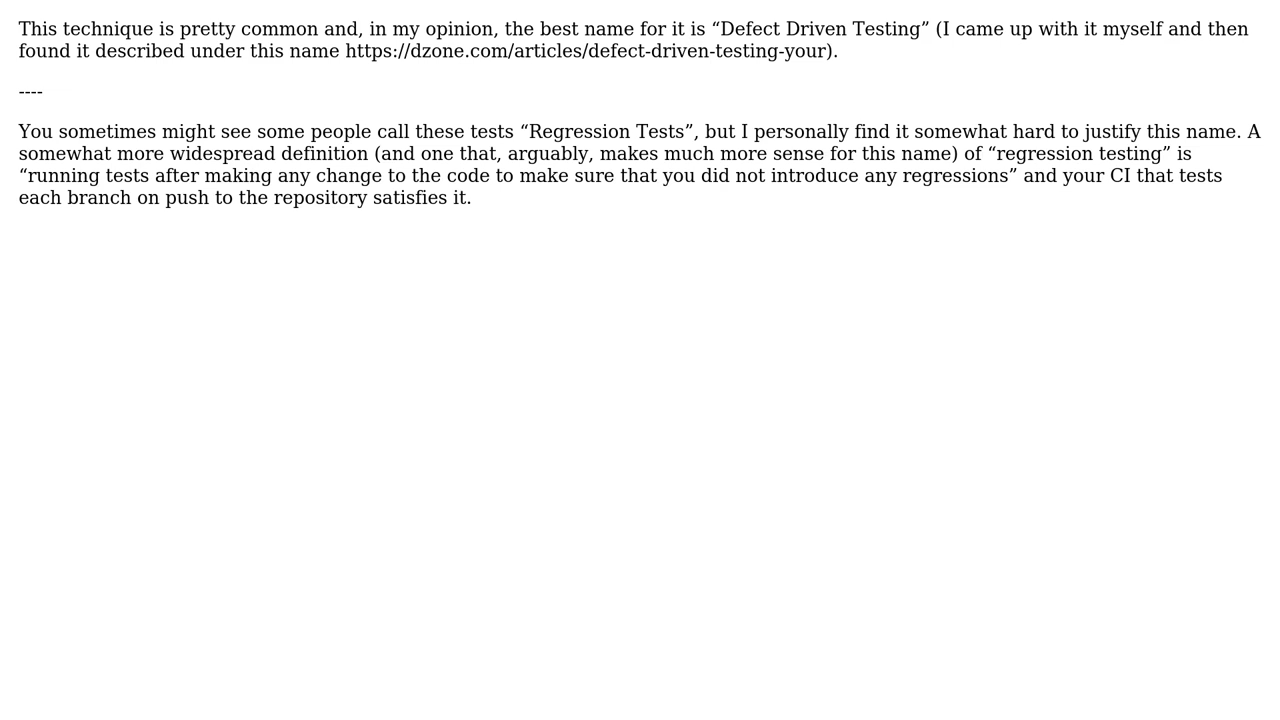 This technique is pretty common and, in my opinion, the best name for it is “Defect Driven Testing” (I came up with it myself and then
found it described under this name https://dzone.com/articles/defect-driven-testing-your).
----
You sometimes might see some people call these tests “Regression Tests”, but I personally find it somewhat hard to justify this name. A
somewhat more widespread definition (and one that, arguably, makes much more sense for this name) of “regression testing” is
“running tests after making any change to the code to make sure that you did not introduce any regressions” and your CI that tests
each branch on push to the repository satisfies it.